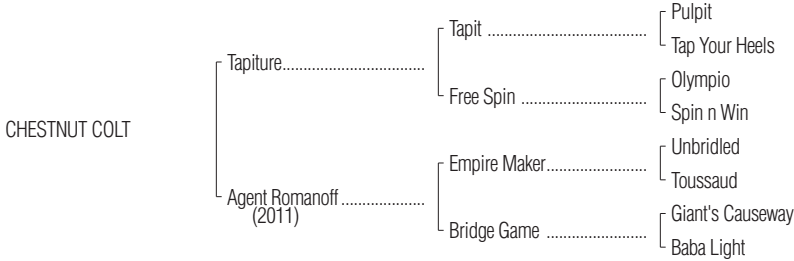 Pulpit
Tapit ........................................
Tap Your Heels
Tapiture....................................
Olympio
Free Spin ................................
Spin n Win
CHESTNUT COLT
Unbridled
Empire Maker.........................
Toussaud
Agent Romanoff .....................
(2011)
Giant's Causeway
Bridge Game .........................
Baba Light